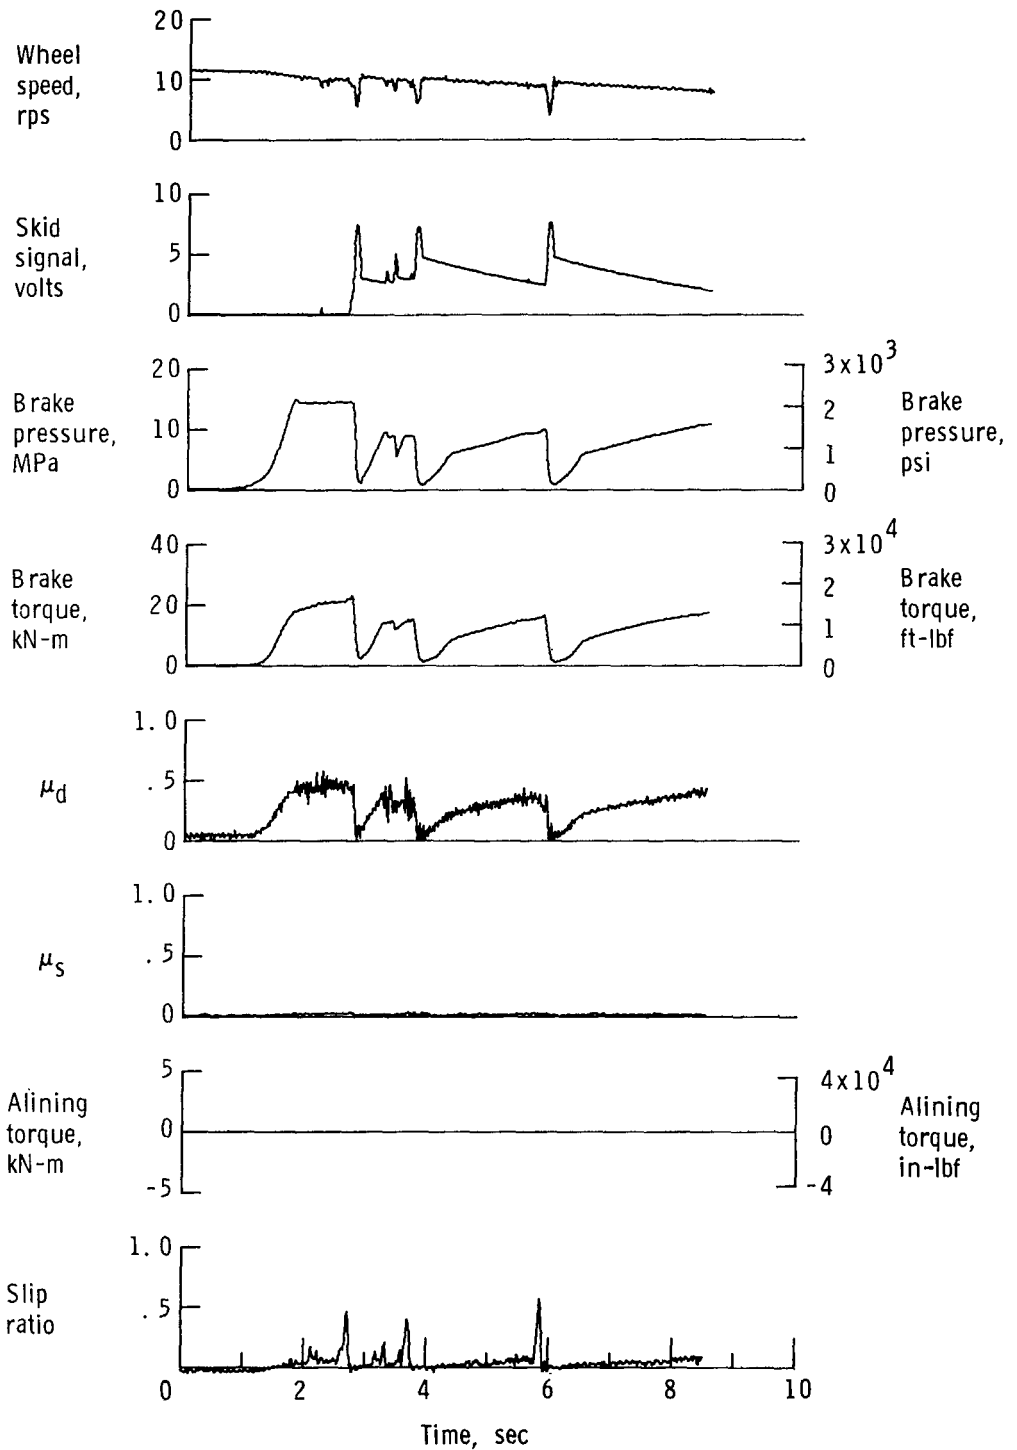 Wheel
speed,
rps
20
10
0
Skid
signal,
volts
10
5
0
Brake
pressure,
MPa
20
10
0
3x10^3
2
1
0
Brake
pressure,
psi
Brake
torque,
kN-m
40
20
0
3x10^4
2
1
0
Brake
torque,
ft-lbf
μd
1.0
.5
0
μs
1.0
.5
0
Alining
torque,
kN-m
5
0
-5
4x10^4
0
-4
Alining
torque,
in-lbf
Slip
ratio
1.0
.5
0 2 4 6 8 10
Time, sec